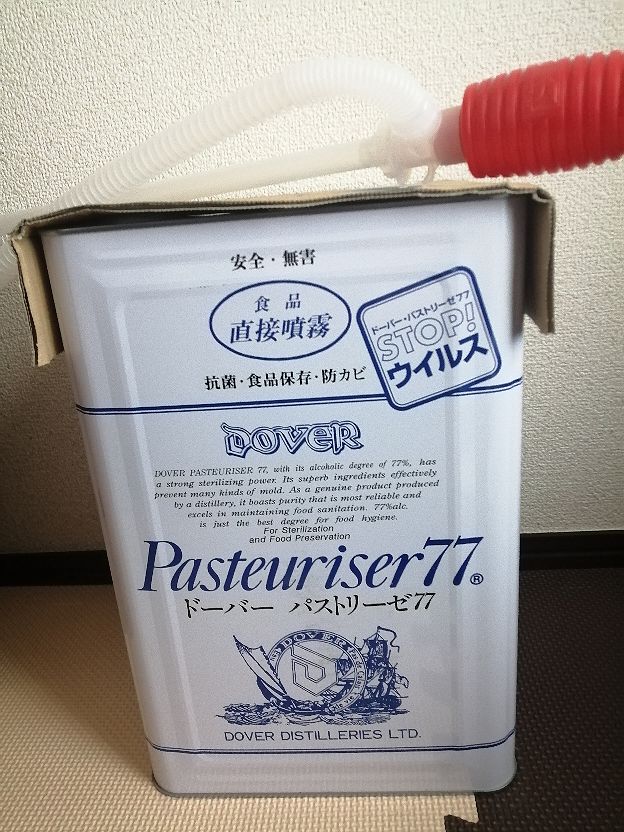 安全・無害
食品
直接噴霧
ドーバー・パストリーゼ77
STOP!
ウイルス
抗菌・食品保存・防カビ
DOVER
DOVER PASTEURISER 77, with its alcoholic degree of 77%, has
a strong sterilizing power. Its superb ingredients effectively
prevent many kinds of mold. As a genuine product produced
by a distillery, it boasts purity that is most reliable and
excels in maintaining food sanitation. 77%alc.
is just the best degree for food hygiene.
For Sterilization
and Food Preservation
Pasteuriser77®
ドーバー パストリーゼ77
DOVER
DOVER DISTILLERIES LTD.